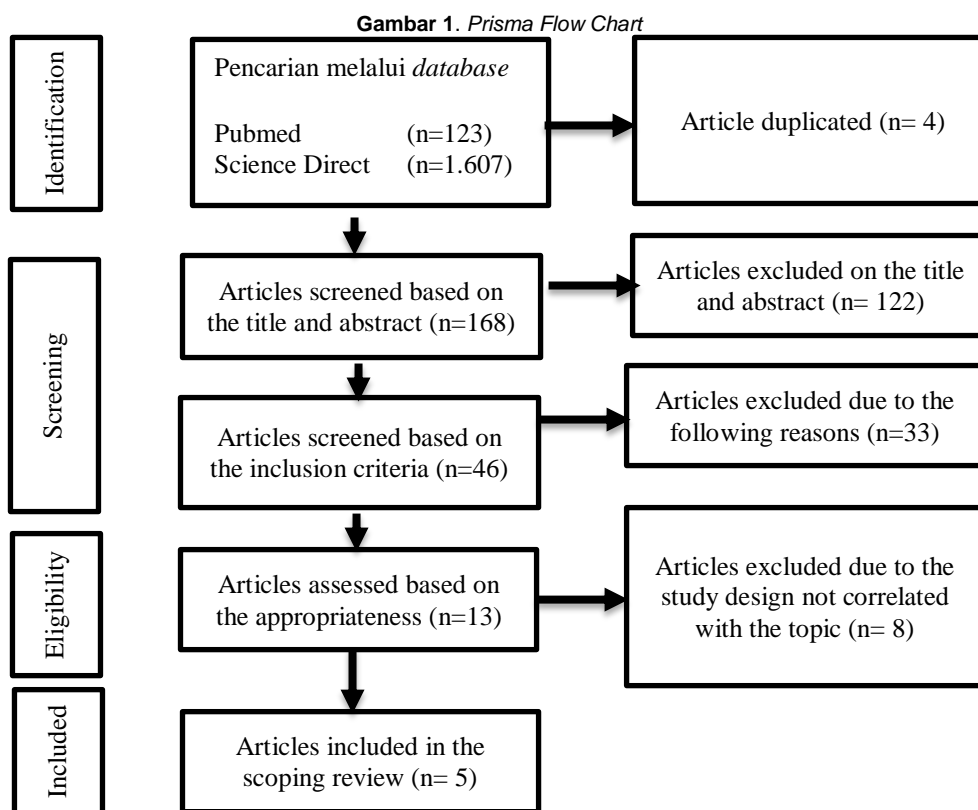 Gambar 1. Prisma Flow Chart
Identification
Pencarian melalui database
Pubmed (n=123)
Science Direct (n=1.607)
Article duplicated (n= 4)
Screening
Articles screened based on
the title and abstract (n=168)
Articles excluded on the title
and abstract (n= 122)
Articles screened based on
the inclusion criteria (n=46)
Articles excluded due to the
following reasons (n=33)
Eligibility
Articles assessed based on
the appropriateness (n=13)
Articles excluded due to the
study design not correlated
with the topic (n= 8)
Included
Articles included in the
scoping review (n= 5)